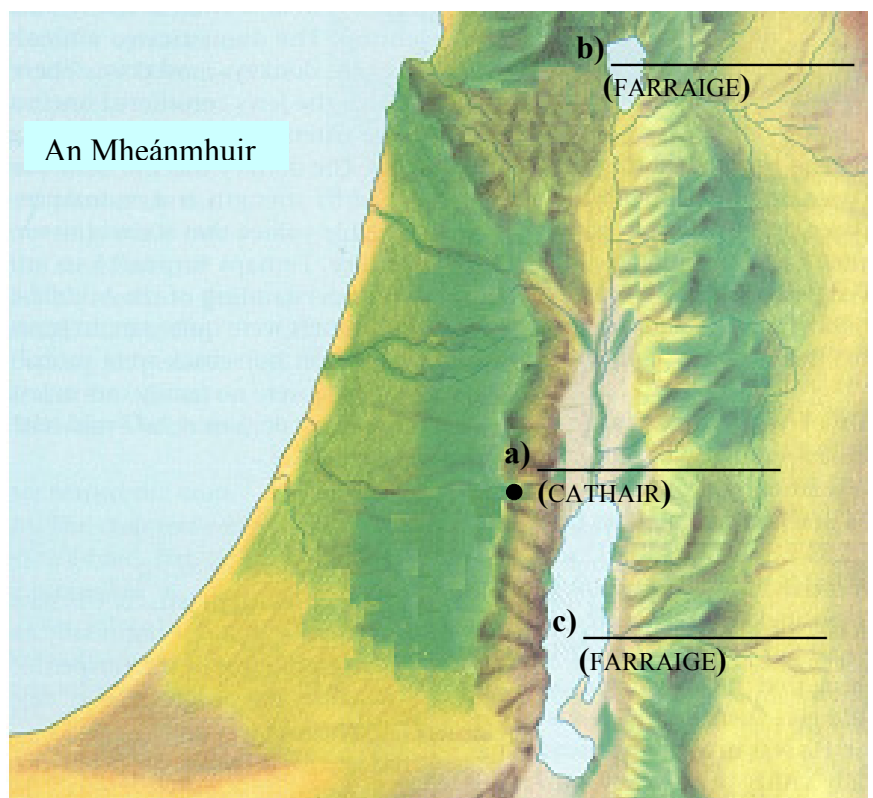 b)
(FARRAIGE)
An Mheánmhuir
a)
(CATHAIR)
c)
(FARRAIGE)